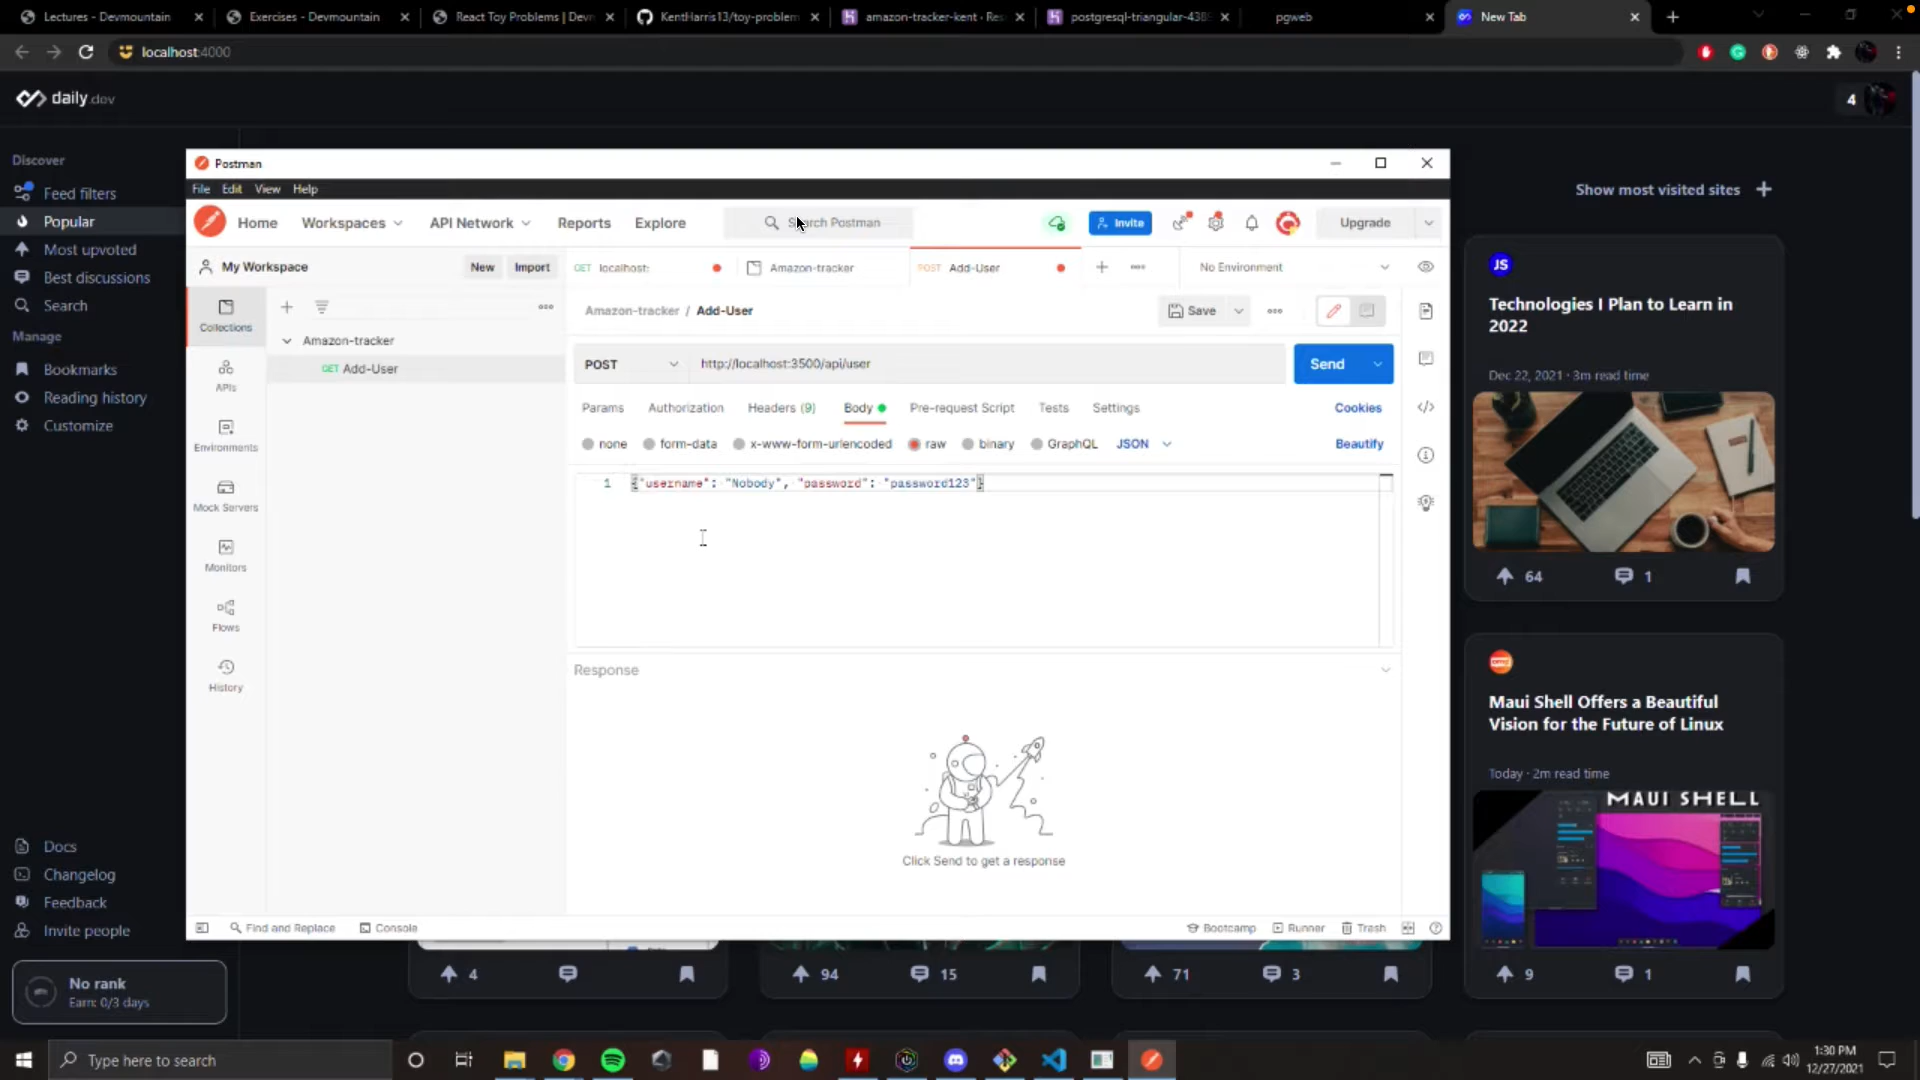 Lectures - Devmountain
Exercises - Devmountain
React Toy Problems | Devm
KentHarris13/toy-problem
amazon-tracker-kent · Res
postgresql-triangular-438
pgweb
New Tab
localhost:4000
daily.dev
4
Discover
Feed filters
Popular
Most upvoted
Best discussions
Search
Manage
Bookmarks
Reading history
Customize
Docs
Changelog
Feedback
Invite people
No rank
Earn: 0/3 days
Show most visited sites
Postman
File Edit View Help
Home Workspaces API Network Reports Explore Search Postman Invite Upgrade
My Workspace New Import
GET localhost:
Amazon-tracker
POST Add-User
No Environment
Collections
APIs
Environments
Mock Servers
Monitors
Flows
History
Amazon-tracker
GET Add-User
Amazon-tracker / Add-User
Save
POST http://localhost:3500/api/user Send
Params Authorization Headers (9) Body Pre-request Script Tests Settings Cookies
none form-data x-www-form-urlencoded raw binary GraphQL JSON Beautify
1 {"username": "Nobody", "password": "password123"}
Response
Click Send to get a response
Find and Replace Console Bootcamp Runner Trash
JS
Technologies I Plan to Learn in
2022
Dec 22, 2021 · 3m read time
64 1
Maui Shell Offers a Beautiful
Vision for the Future of Linux
Today · 2m read time
MAUI SHELL
4 94 15 71 3 9 1
Type here to search
1:30 PM
12/27/2021